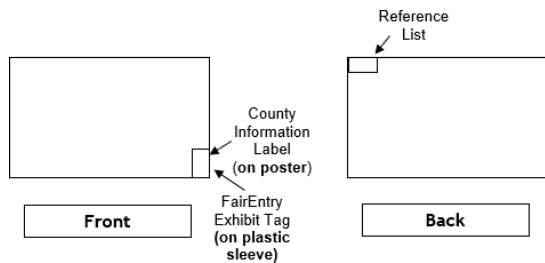 Reference
List
County
Information
Label
(on poster)
FairEntry
Exhibit Tag
(on plastic
sleeve)
Front
Back